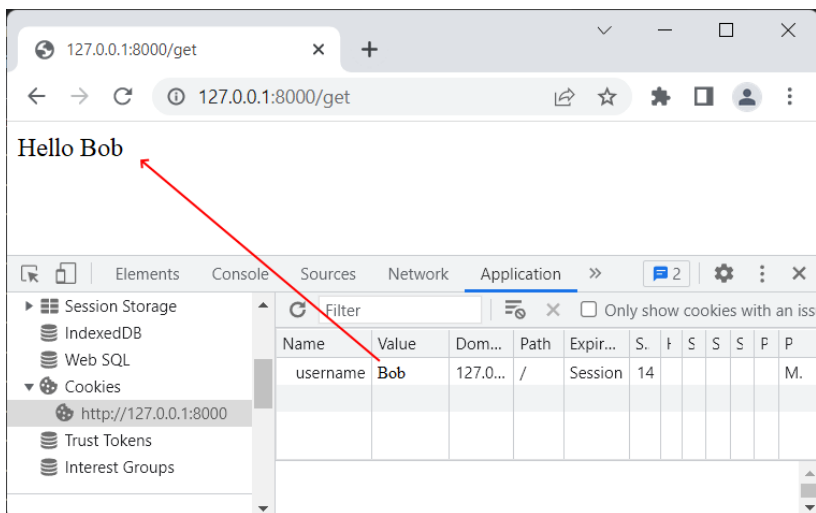 127.0.0.1:8000/get
127.0.0.1:8000/get
Hello Bob
Elements Console Sources Network Application » 2
Session Storage
IndexedDB
Web SQL
Cookies
http://127.0.0.1:8000
Trust Tokens
Interest Groups
Filter Only show cookies with an iss
Name Value Dom... Path Expir... S.. H S S S P P
username Bob 127.0... / Session 14 M.